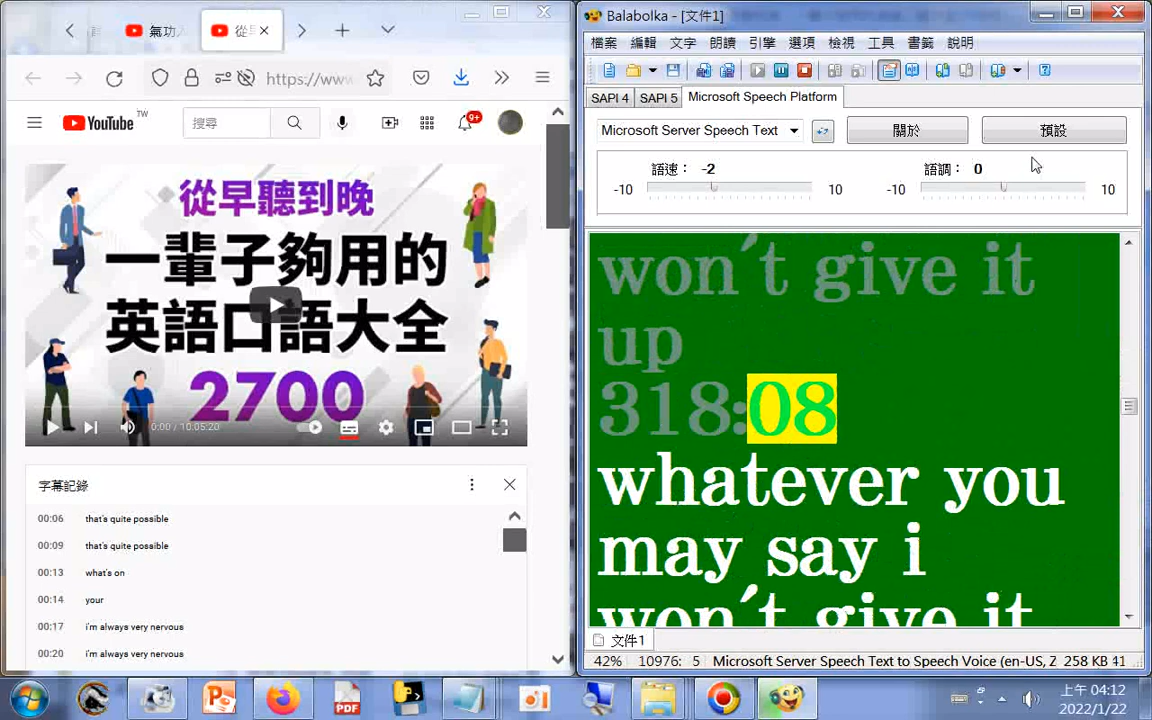 氣功
從
https://www
YouTube TW
搜尋
9+
從早聽到晚
一輩子夠用的
英語口語大全
2700
0:00 / 10:05:20
字幕記錄
00:06 that's quite possible
00:09 that's quite possible
00:13 what's on
00:14 your
00:17 i'm always very nervous
00:20 i'm always very nervous
Balabolka - [文件1]
檔案 編輯 文字 朗讀 引擎 選項 檢視 工具 書籤 說明
SAPI 4 SAPI 5 Microsoft Speech Platform
Microsoft Server Speech Text 關於 預設
語速： -2 語調： 0
-10 10 -10 10
won't give it
up
318:08
whatever you
may say i
won't give it
文件1
42% 10976: 5 Microsoft Server Speech Text to Speech Voice (en-US, Z 258 KB
PDF
上午 04:12
2022/1/22